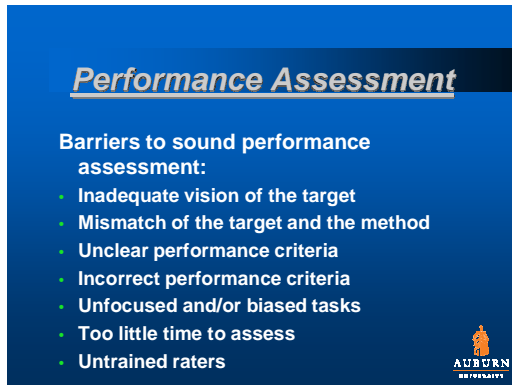 Performance Assessment
Barriers to sound performance
assessment:
• Inadequate vision of the target
• Mismatch of the target and the method
• Unclear performance criteria
• Incorrect performance criteria
• Unfocused and/or biased tasks
• Too little time to assess
• Untrained raters
AUBURN
UNIVERSITY